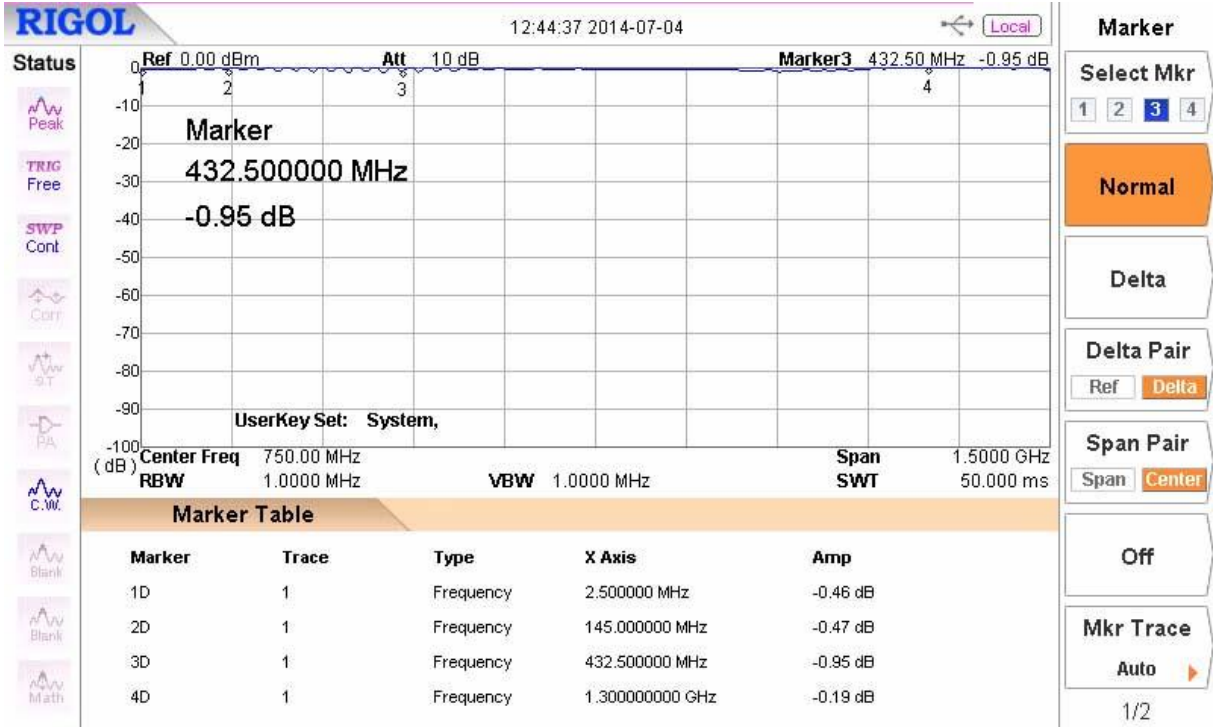 RIGOL 12:44:37 2014-07-04 Local
Status
Peak
TRIG
Free
SWP
Cont
Corr
S.T
PA
C.W.
Blank
Blank
Math
Ref 0.00 dBm Att 10 dB Marker3 432.50 MHz -0.95 dB
0
1 2 3 4
-10
-20
-30
-40
-50
-60
-70
-80
-90
-100
(dB)
Marker
432.500000 MHz
-0.95 dB
UserKey Set: System,
Center Freq 750.00 MHz Span 1.5000 GHz
RBW 1.0000 MHz VBW 1.0000 MHz SWT 50.000 ms
Marker Table
Marker Trace Type X Axis Amp
1D 1 Frequency 2.500000 MHz -0.46 dB
2D 1 Frequency 145.000000 MHz -0.47 dB
3D 1 Frequency 432.500000 MHz -0.95 dB
4D 1 Frequency 1.300000000 GHz -0.19 dB
Marker
Select Mkr
1 2 3 4
Normal
Delta
Delta Pair
Ref Delta
Span Pair
Span Center
Off
Mkr Trace
Auto
1/2